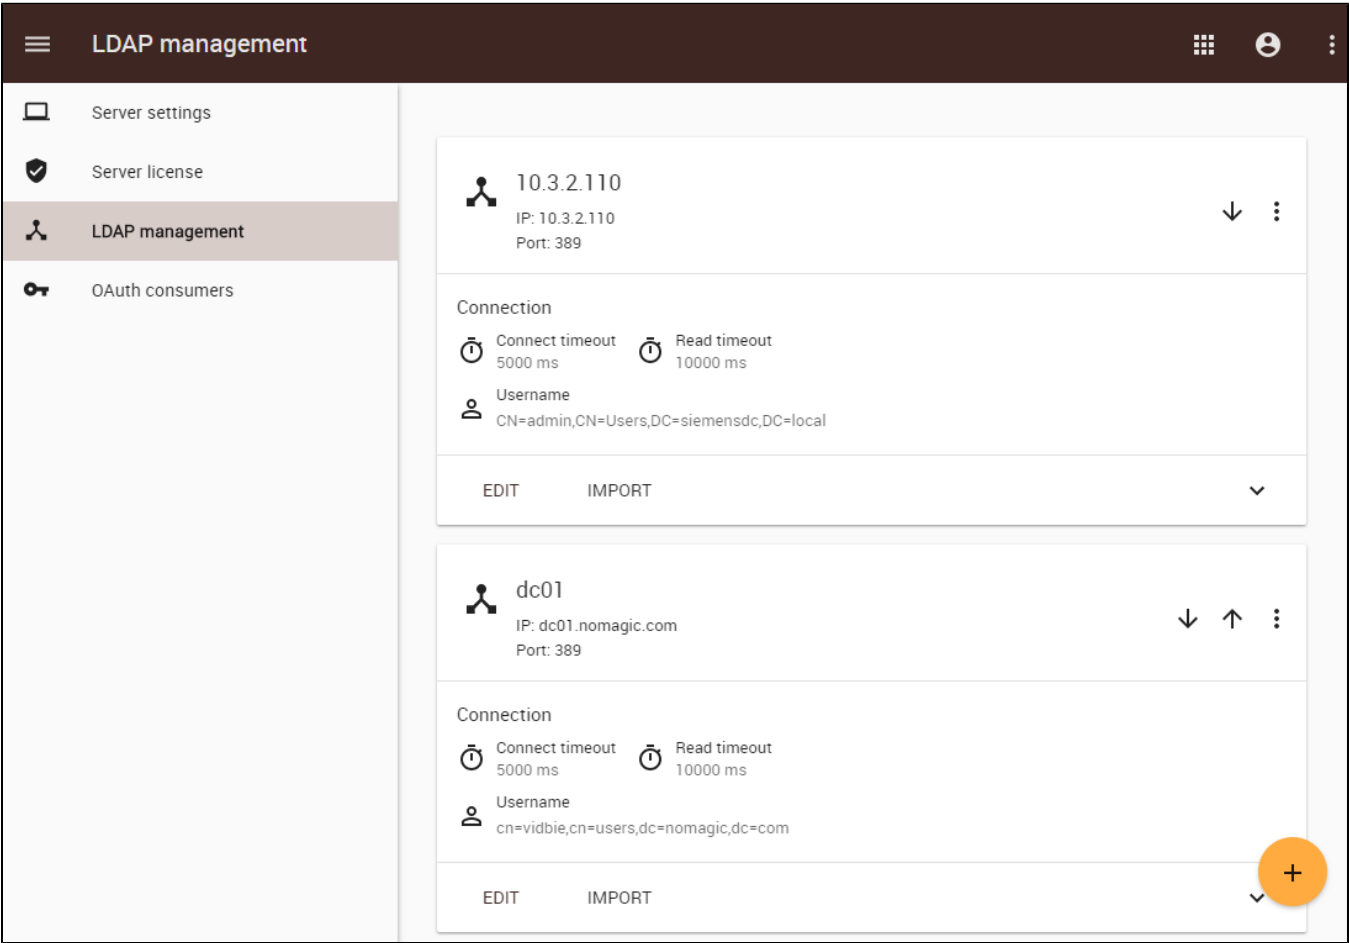 LDAP management
Server settings
Server license
LDAP management
OAuth consumers
10.3.2.110
IP: 10.3.2.110
Port: 389
Connection
Connect timeout
5000 ms
Read timeout
10000 ms
Username
CN=admin,CN=Users,DC=siemensdc,DC=local
EDIT
IMPORT
dc01
IP: dc01.nomagic.com
Port: 389
Connection
Connect timeout
5000 ms
Read timeout
10000 ms
Username
cn=vidbie,cn=users,dc=nomagic,dc=com
EDIT
IMPORT